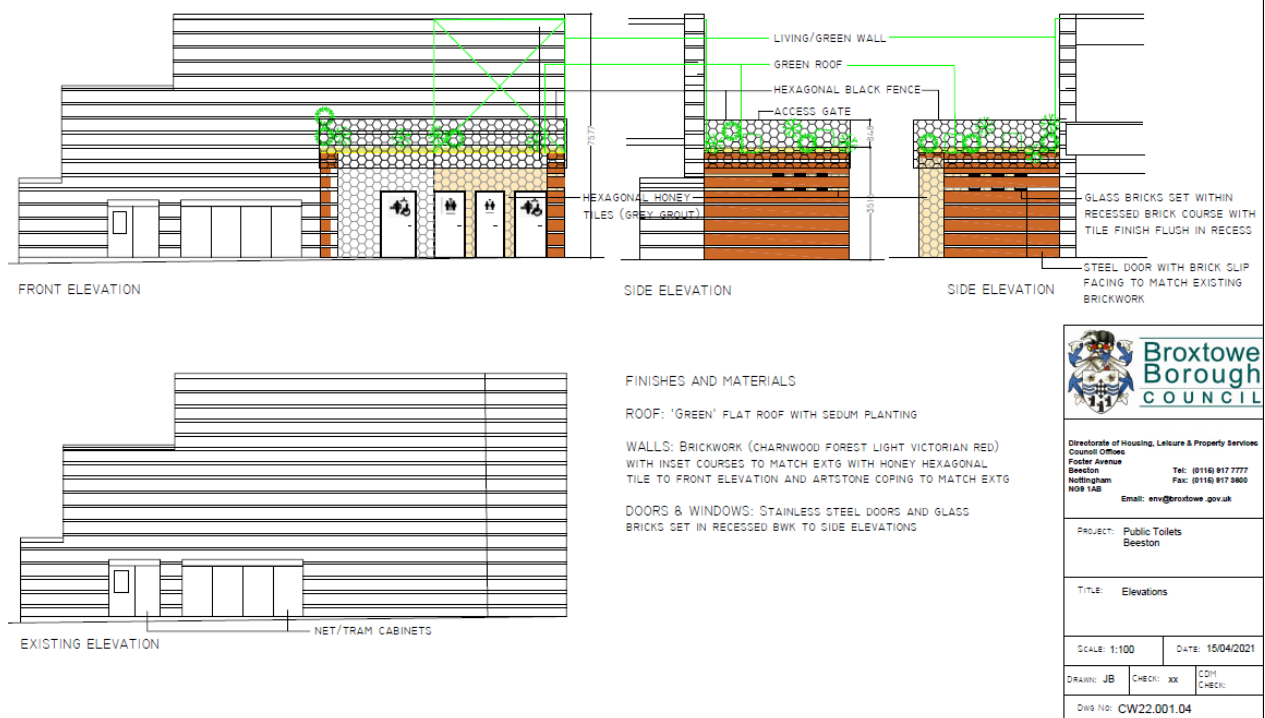 LIVING/GREEN WALL
GREEN ROOF
HEXAGONAL BLACK FENCE
ACCESS GATE
7577
848
HEXAGONAL HONEY
TILES (GREY GROUT)
GLASS BRICKS SET WITHIN
RECESSED BRICK COURSE WITH
TILE FINISH FLUSH IN RECESS
STEEL DOOR WITH BRICK SLIP
FACING TO MATCH EXISTING
BRICKWORK
FRONT ELEVATION
SIDE ELEVATION
SIDE ELEVATION
NET/TRAM CABINETS
EXISTING ELEVATION
FINISHES AND MATERIALS
ROOF: 'GREEN' FLAT ROOF WITH SEDUM PLANTING
WALLS: BRICKWORK (CHARNWOOD FOREST LIGHT VICTORIAN RED)
WITH INSET COURSES TO MATCH EXTG WITH HONEY HEXAGONAL
TILE TO FRONT ELEVATION AND ARTSTONE COPING TO MATCH EXTG
DOORS & WINDOWS: STAINLESS STEEL DOORS AND GLASS
BRICKS SET IN RECESSED BWK TO SIDE ELEVATIONS
Broxtowe
Borough
COUNCIL
Directorate of Housing, Leisure & Property Services
Council Offices
Foster Avenue
Beeston Tel: (0115) 917 7777
Nottingham Fax: (0115) 917 3600
NG9 1AB
Email: env@broxtowe .gov.uk
PROJECT: Public Toilets
Beeston
TITLE: Elevations
SCALE: 1:100 DATE: 15/04/2021
DRAWN: JB CHECK: xx CDM
CHECK:
DWG NO: CW22.001.04